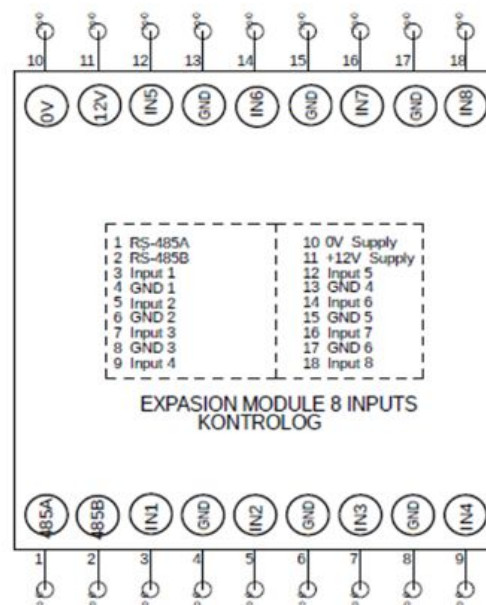 10 11 12 13 14 15 16 17 18
0V 12V IN5 GND IN6 GND IN7 GND IN8
1 RS-485A
2 RS-485B
3 Input 1
4 GND 1
5 Input 2
6 GND 2
7 Input 3
8 GND 3
9 Input 4
10 0V Supply
11 +12V Supply
12 Input 5
13 GND 4
14 Input 6
15 GND 5
16 Input 7
17 GND 6
18 Input 8
EXPASION MODULE 8 INPUTS
KONTROLOG
485A 485B IN1 GND IN2 GND IN3 GND IN4
1 2 3 4 5 6 7 8 9